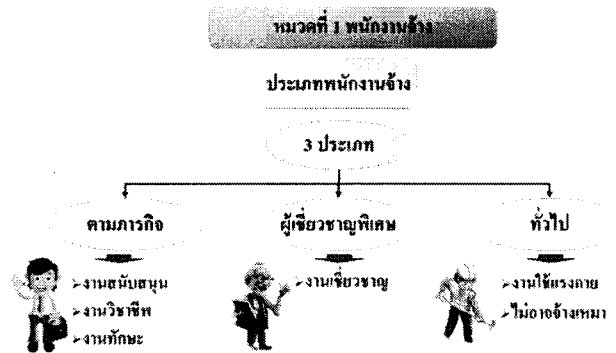 หมวดที่ 1 พนักงานจ้าง
ประเภทพนักงานจ้าง
3 ประเภท
ตามภารกิจ
ผู้เชี่ยวชาญพิเศษ
ทั่วไป
➢งานสนับสนุน
➢งานวิชาชีพ
➢งานทักษะ
➢งานเชี่ยวชาญ
➢งานใช้แรงกาย
➢ไม่อาจจ้างเหมา